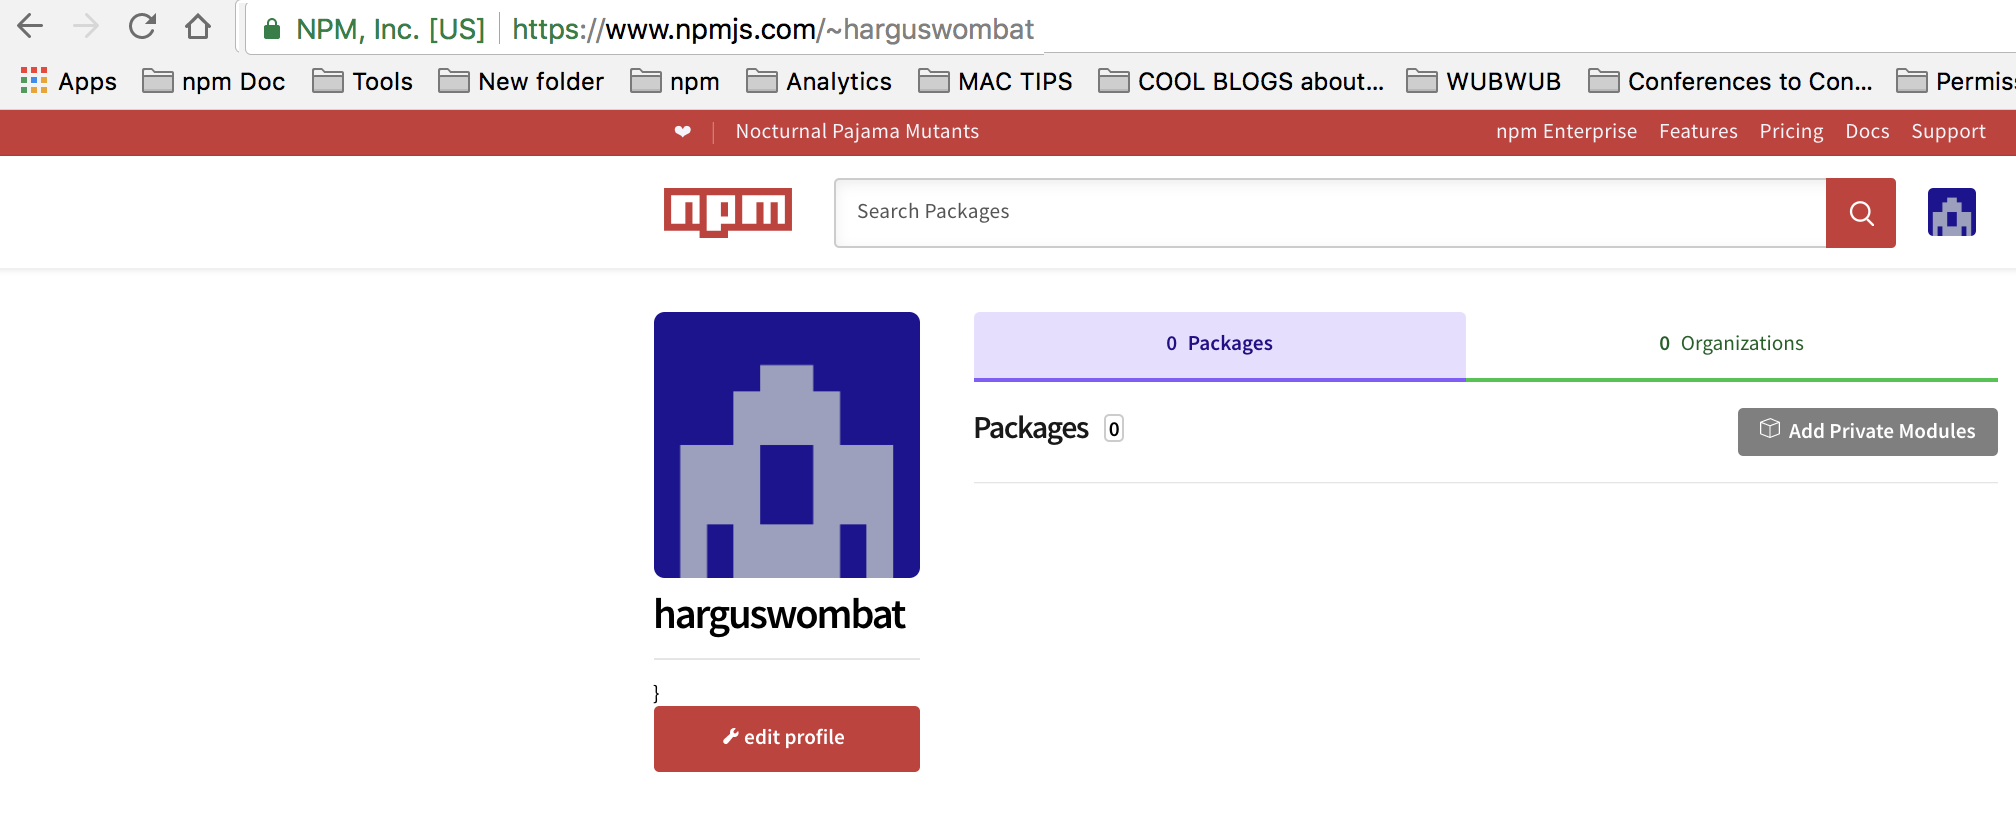 NPM, Inc. [US] https://www.npmjs.com/~harguswombat
Apps npm Doc Tools New folder npm Analytics MAC TIPS COOL BLOGS about... WUBWUB Conferences to Con... Permis
❤ Nocturnal Pajama Mutants npm Enterprise Features Pricing Docs Support
npm Search Packages
0 Packages 0 Organizations
Packages 0 Add Private Modules
harguswombat
}
edit profile